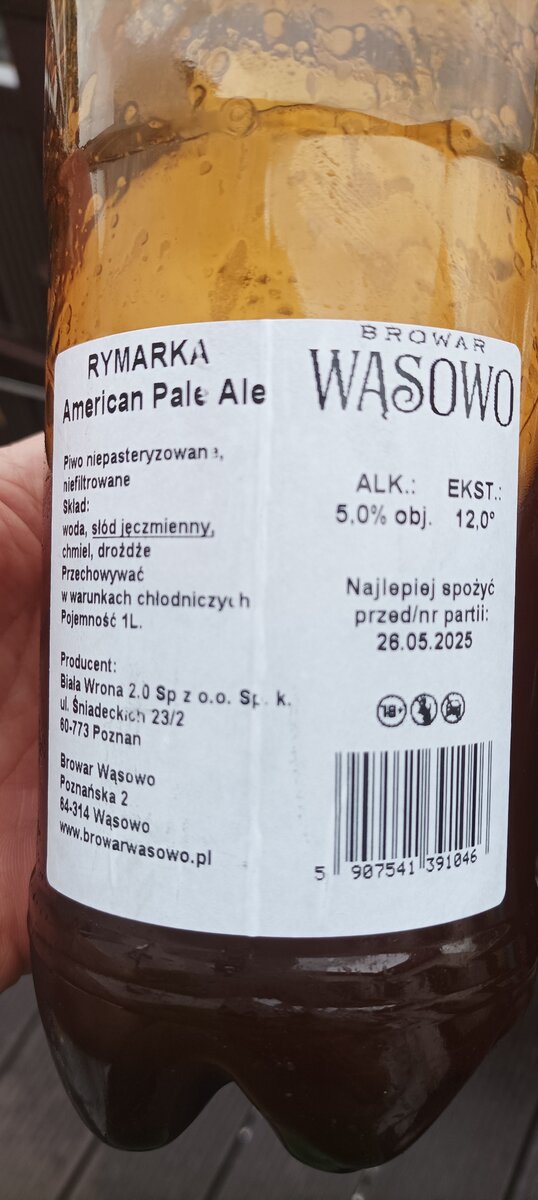 RYMARKA
American Pale Ale
Piwo niepasteryzowane,
niefiltrowane
Skład:
woda, słód jęczmienny,
chmiel, drożdże
Przechowywać
w warunkach chłodniczych
Pojemność 1L.
Producent:
Biała Wrona 2.0 Sp z o.o. Sp. k.
ul. Śniadeckich 23/2
60-773 Poznan
Browar Wąsowo
Poznańska 2
64-314 Wąsowo
www.browarwasowo.pl
BROWAR
WĄSOWO
ALK.: EKST.:
5,0% obj. 12,0°
Najlepiej spożyć
przed/nr partii:
26.05.2025
18+
5 907541 391046